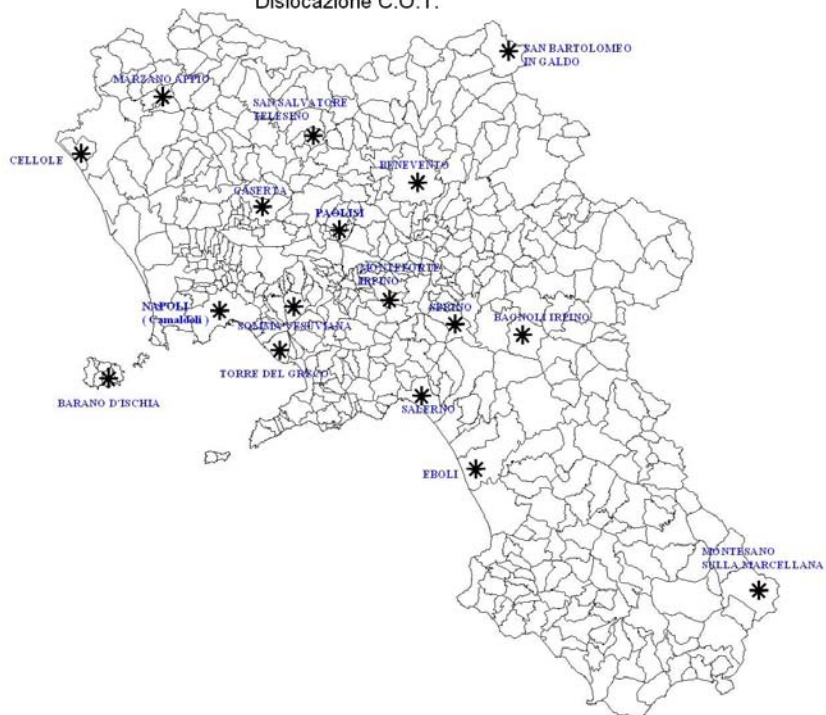 Dislocazione C.O.T.
SAN BARTOLOMEO
IN GALDO
MARZANO APPIO
SAN SALVATORE
TELESINO
CELLOLE
BENEVENTO
CASERTA
PAOLISI
MONTEFORTE
IRPINO
NAPOLI
( Camaldoli )
SOMMA VESUVIANA
SERINO
BAGNOLI IRPINO
TORRE DEL GRECO
BARANO D'ISCHIA
SALERNO
EBOLI
MONTESANO
SULLA MARCELLANA